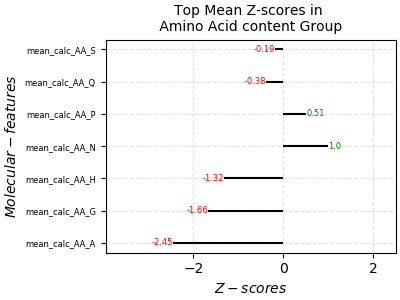 Top Mean Z-scores in
Amino Acid content Group
mean_calc_AA_S
-0.19
mean_calc_AA_Q
-0.38
mean_calc_AA_P
0.51
mean_calc_AA_N
1.0
mean_calc_AA_H
-1.32
mean_calc_AA_G
-1.66
mean_calc_AA_A
-2.45
Molecular − features
−2 0 2
Z − scores